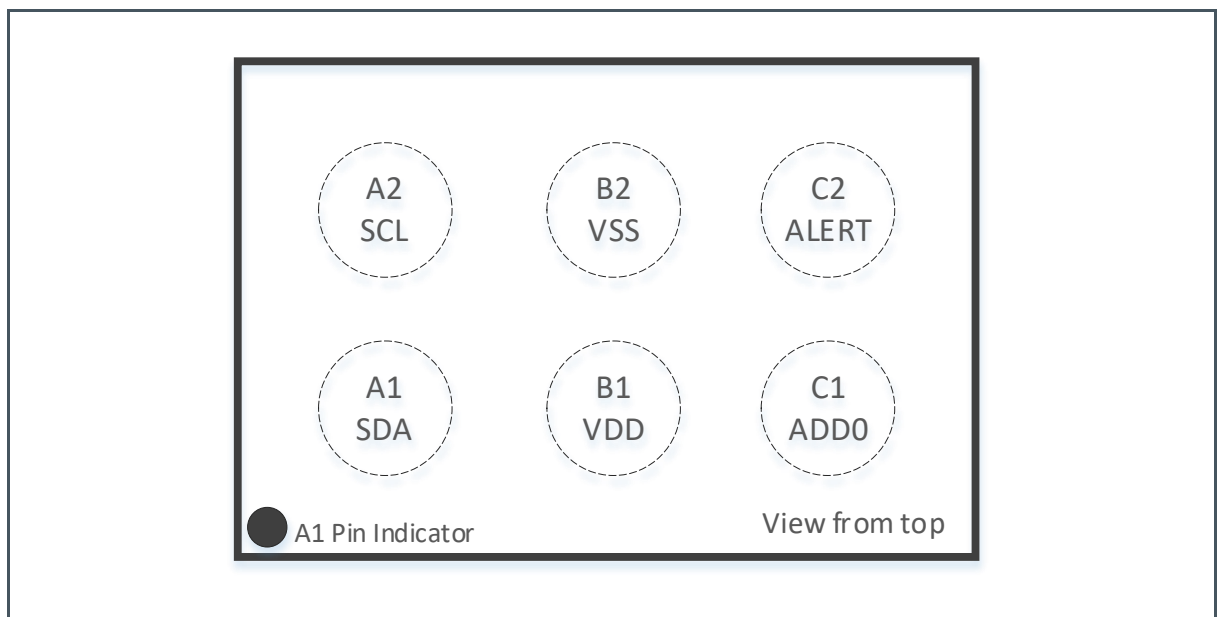 A2
SCL
B2
VSS
C2
ALERT
A1
SDA
B1
VDD
C1
ADD0
A1 Pin Indicator
View from top